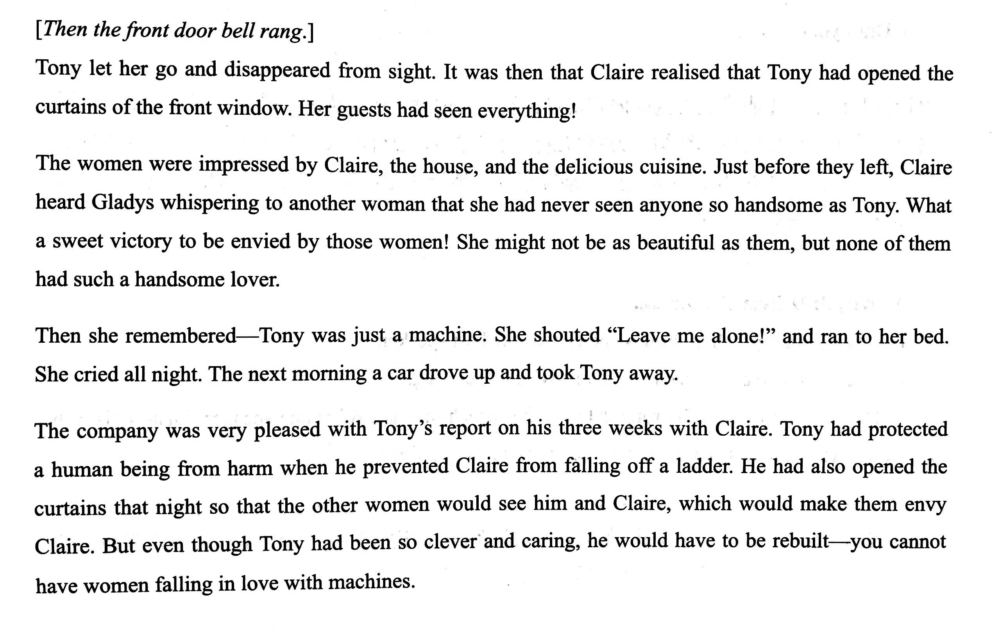 [Then the front door bell rang.]
Tony let her go and disappeared from sight. It was then that Claire realised that Tony had opened the
curtains of the front window. Her guests had seen everything!
The women were impressed by Claire, the house, and the delicious cuisine. Just before they left, Claire
heard Gladys whispering to another woman that she had never seen anyone so handsome as Tony. What
a sweet victory to be envied by those women! She might not be as beautiful as them, but none of them
had such a handsome lover.
Then she remembered—Tony was just a machine. She shouted “Leave me alone!” and ran to her bed.
She cried all night. The next morning a car drove up and took Tony away.
The company was very pleased with Tony’s report on his three weeks with Claire. Tony had protected
a human being from harm when he prevented Claire from falling off a ladder. He had also opened the
curtains that night so that the other women would see him and Claire, which would make them envy
Claire. But even though Tony had been so clever and caring, he would have to be rebuilt—you cannot
have women falling in love with machines.